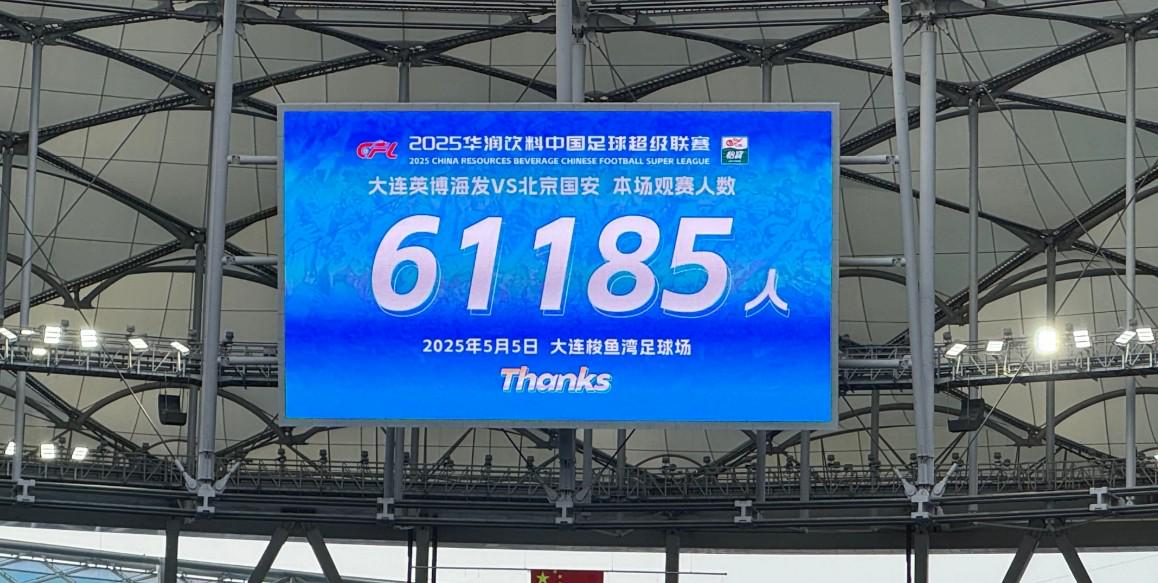 CFL 2025华润饮料中国足球超级联赛 怡宝
2025 CHINA RESOURCES BEVERAGE CHINESE FOOTBALL SUPER LEAGUE
大连英博海发VS北京国安 本场观赛人数
61185人
2025年5月5日 大连梭鱼湾足球场
Thanks